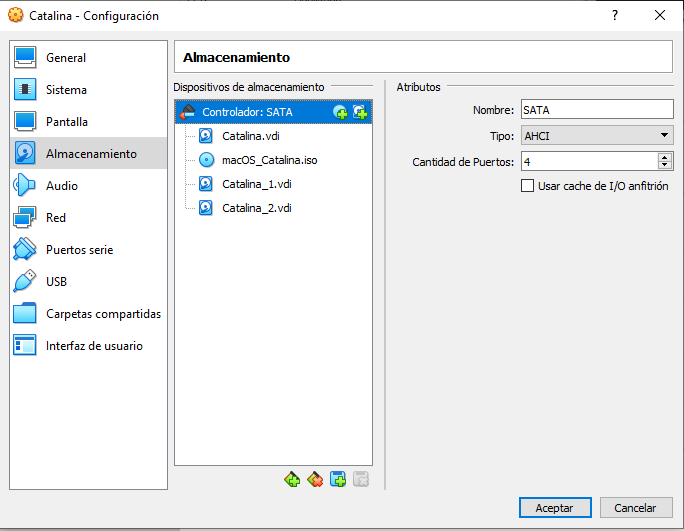 Catalina - Configuración
?
General
Sistema
Pantalla
Almacenamiento
Audio
Red
Puertos serie
USB
Carpetas compartidas
Interfaz de usuario
Almacenamiento
Dispositivos de almacenamiento
Controlador: SATA
Catalina.vdi
macOS_Catalina.iso
Catalina_1.vdi
Catalina_2.vdi
Atributos
Nombre: SATA
Tipo: AHCI
Cantidad de Puertos: 4
Usar cache de I/O anfitrión
Aceptar
Cancelar